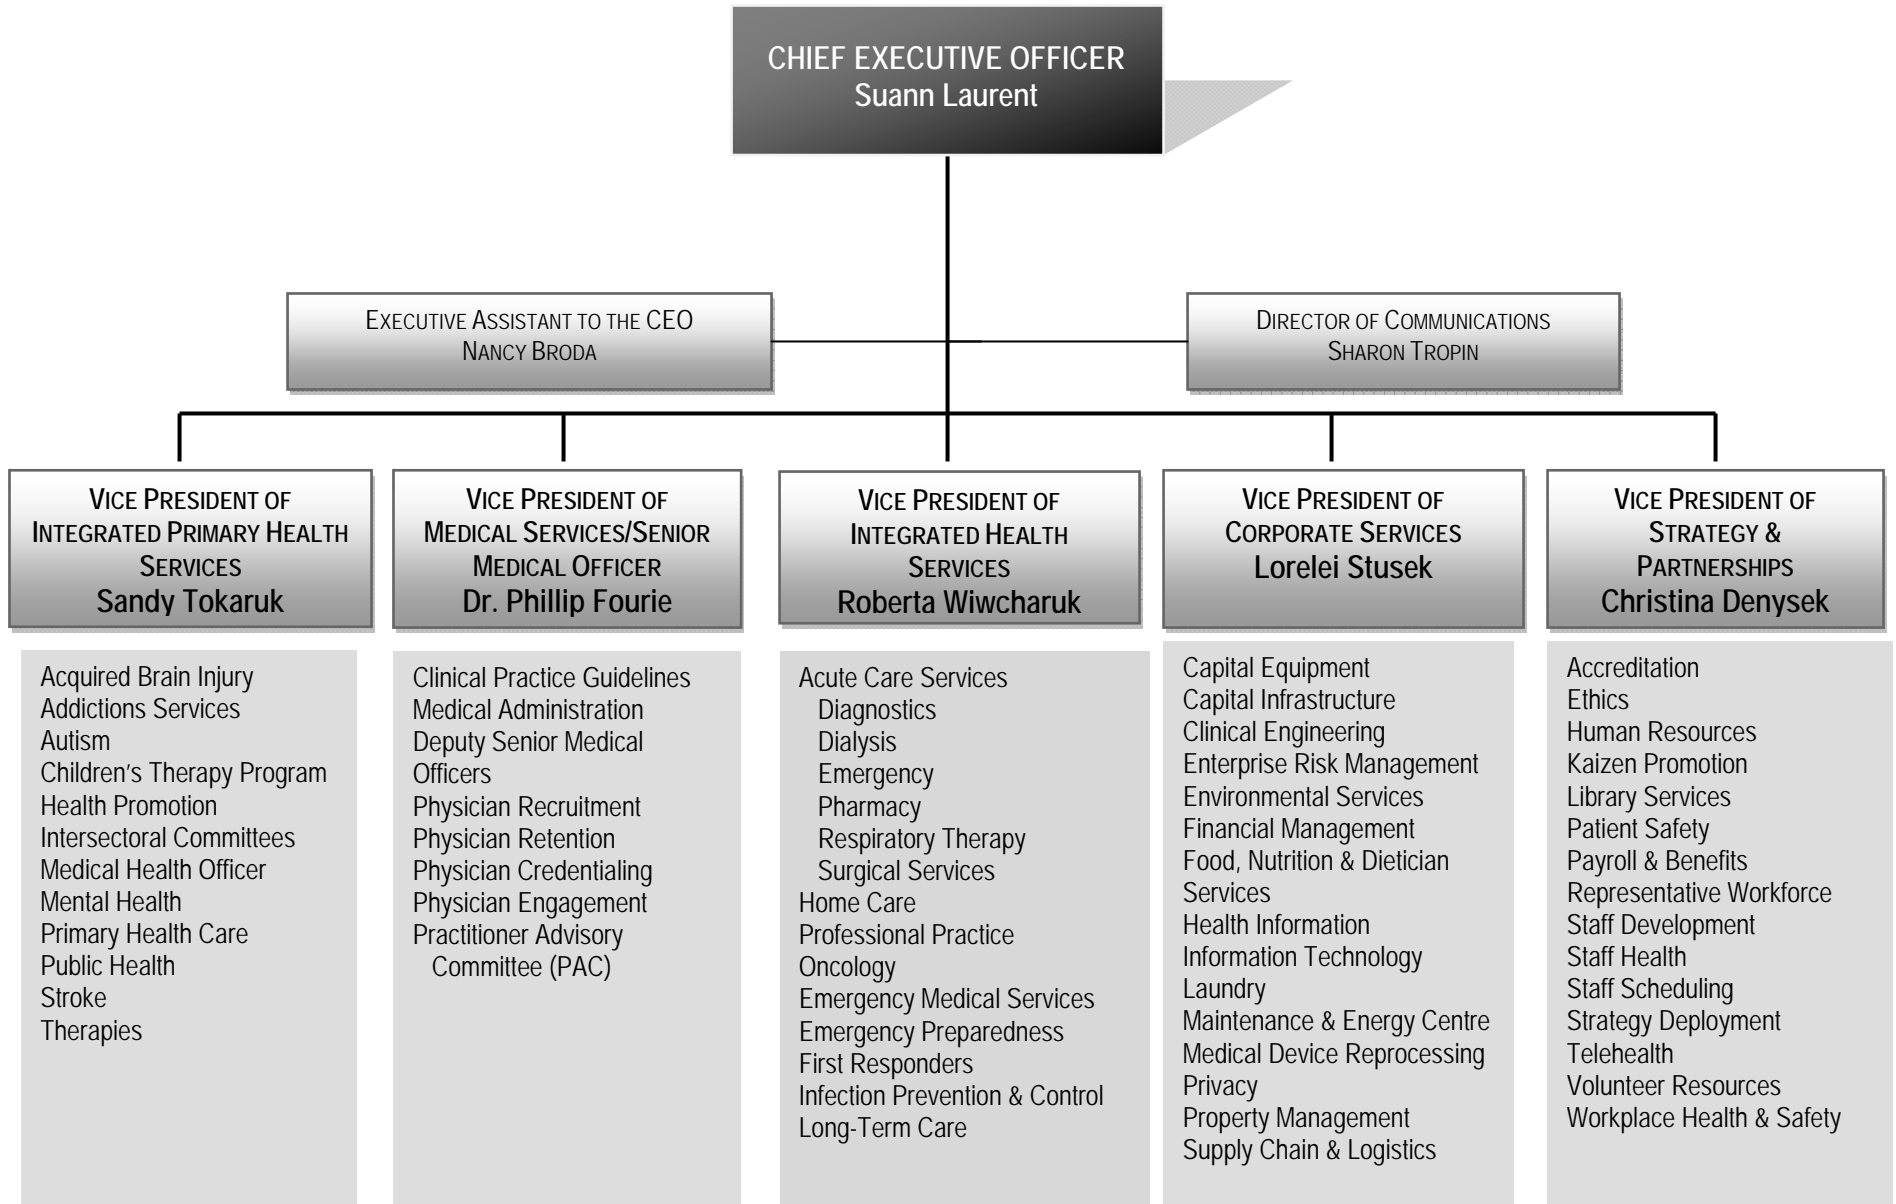 CHIEF EXECUTIVE OFFICER
Suann Laurent
EXECUTIVE ASSISTANT TO THE CEO
NANCY BRODA
DIRECTOR OF COMMUNICATIONS
SHARON TROPIN
VICE PRESIDENT OF
INTEGRATED PRIMARY HEALTH
SERVICES
Sandy Tokaruk
Acquired Brain Injury
Addictions Services
Autism
Children's Therapy Program
Health Promotion
Intersectoral Committees
Medical Health Officer
Mental Health
Primary Health Care
Public Health
Stroke
Therapies
VICE PRESIDENT OF
MEDICAL SERVICES/SENIOR
MEDICAL OFFICER
Dr. Phillip Fourie
Clinical Practice Guidelines
Medical Administration
Deputy Senior Medical
Officers
Physician Recruitment
Physician Retention
Physician Credentialing
Physician Engagement
Practitioner Advisory
Committee (PAC)
VICE PRESIDENT OF
INTEGRATED HEALTH
SERVICES
Roberta Wiwcharuk
Acute Care Services
Diagnostics
Dialysis
Emergency
Pharmacy
Respiratory Therapy
Surgical Services
Home Care
Professional Practice
Oncology
Emergency Medical Services
Emergency Preparedness
First Responders
Infection Prevention & Control
Long-Term Care
VICE PRESIDENT OF
CORPORATE SERVICES
Lorelei Stusek
Capital Equipment
Capital Infrastructure
Clinical Engineering
Enterprise Risk Management
Environmental Services
Financial Management
Food, Nutrition & Dietician
Services
Health Information
Information Technology
Laundry
Maintenance & Energy Centre
Medical Device Reprocessing
Privacy
Property Management
Supply Chain & Logistics
VICE PRESIDENT OF
STRATEGY &
PARTNERSHIPS
Christina Denysek
Accreditation
Ethics
Human Resources
Kaizen Promotion
Library Services
Patient Safety
Payroll & Benefits
Representative Workforce
Staff Development
Staff Health
Staff Scheduling
Strategy Deployment
Telehealth
Volunteer Resources
Workplace Health & Safety